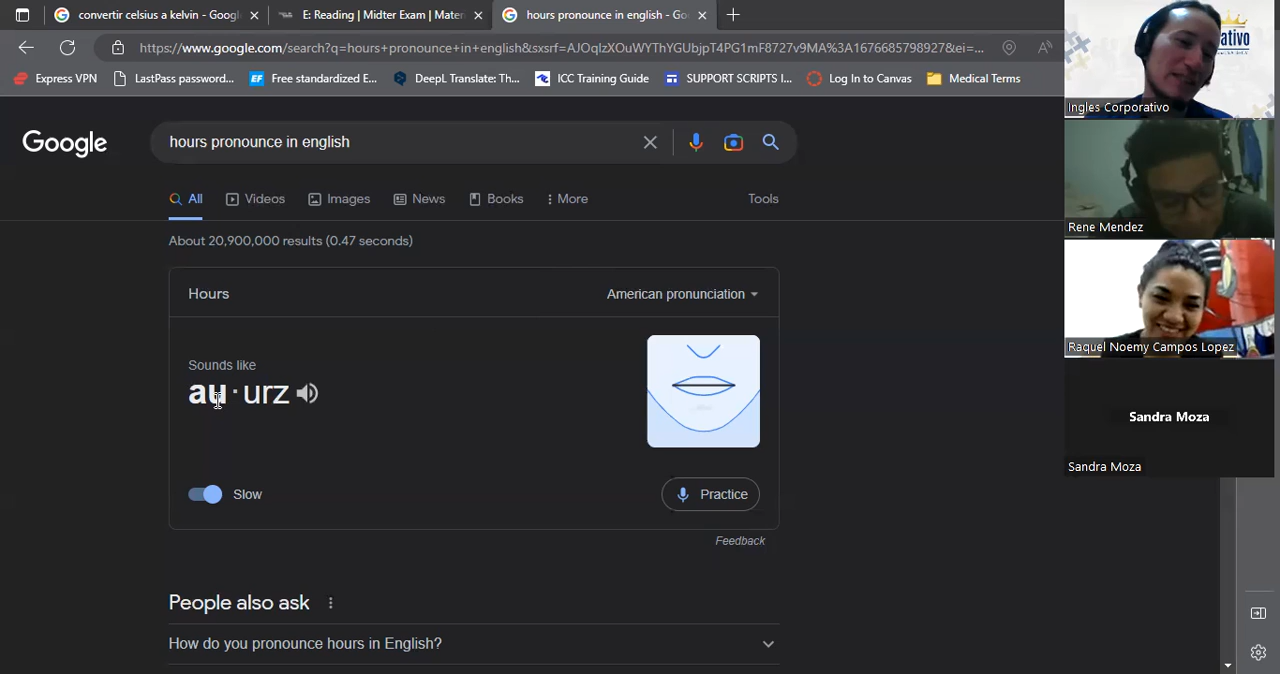 convertir celsius a kelvin - Googl
E: Reading | Midter Exam | Mater
hours pronounce in english - Go
https://www.google.com/search?q=hours+pronounce+in+english&sxsrf=AJOqlzXOuWYThYGUbjpT4PG1mF8727v9MA%3A1676685798927&ei=...
Express VPN LastPass password... EF Free standardized E... DeepL Translate: Th... ICC Training Guide SUPPORT SCRIPTS I... Log In to Canvas Medical Terms
Ingles Corporativo
Google
hours pronounce in english
All Videos Images News Books More Tools
Rene Mendez
About 20,900,000 results (0.47 seconds)
Hours
American pronunciation
Raquel Noemy Campos Lopez
Sounds like
au · urz
Sandra Moza
Sandra Moza
Slow
Practice
Feedback
People also ask
How do you pronounce hours in English?